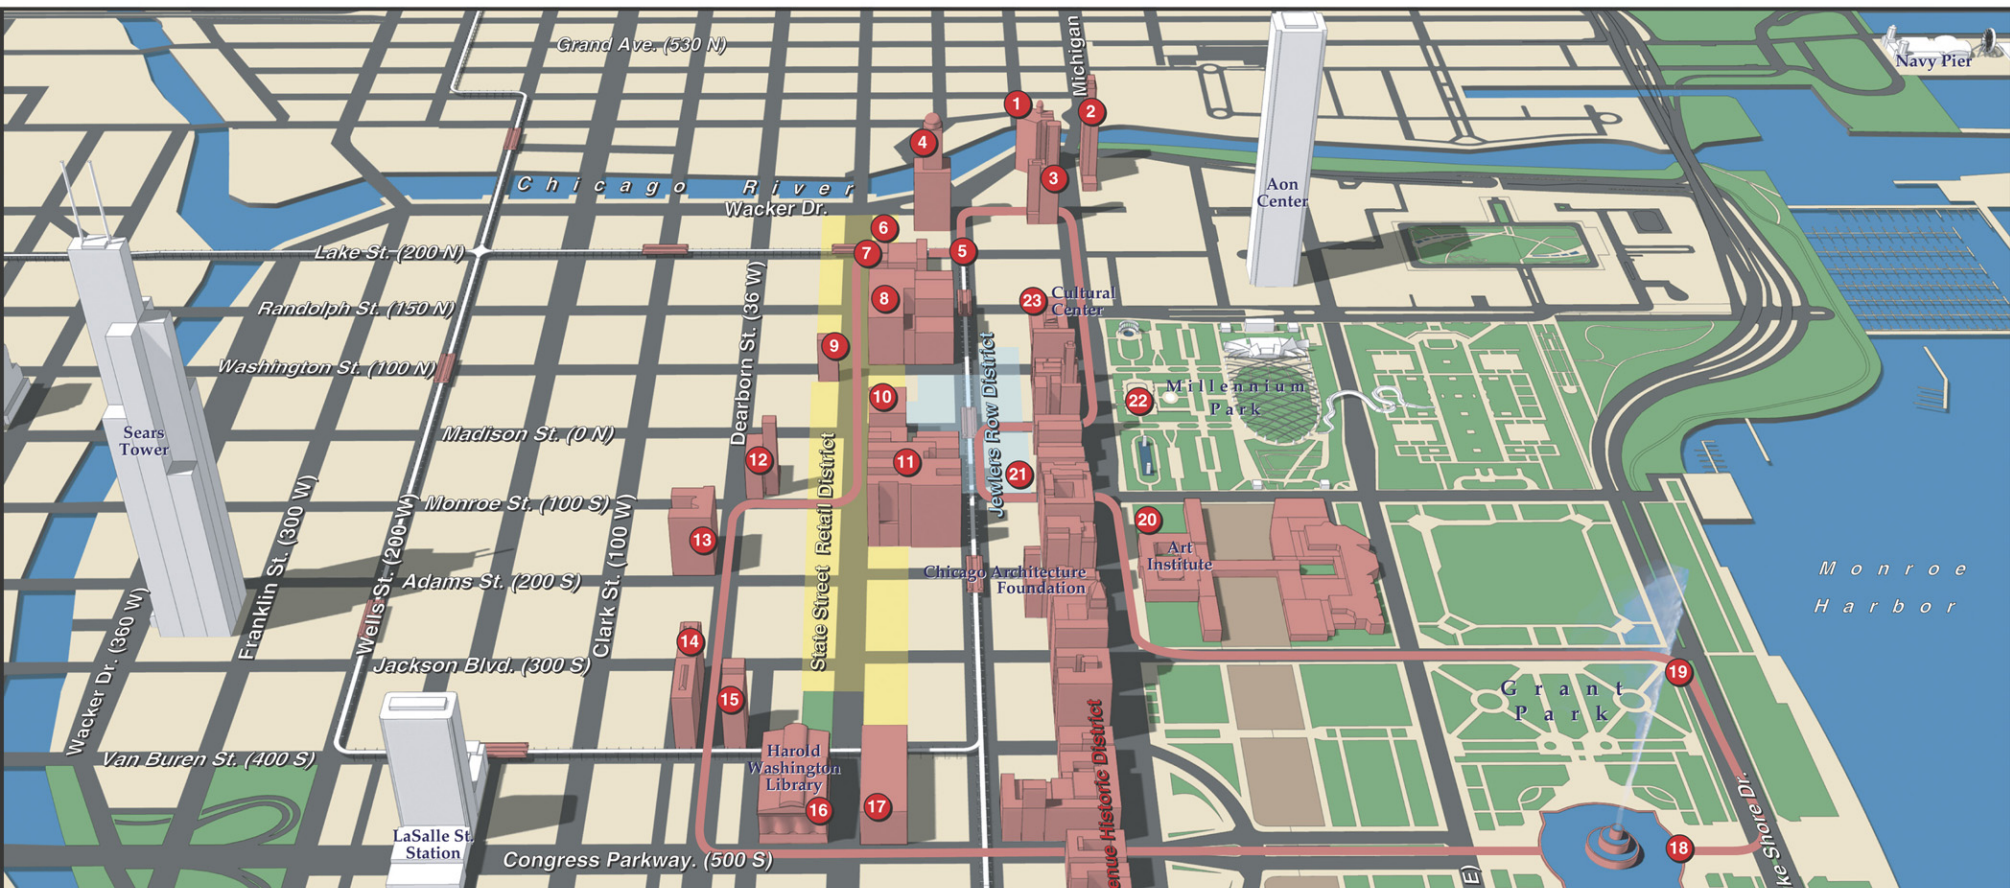 Grand Ave. (530 N)
Michigan
Navy Pier
1
2
4
3
Chicago River
Aon
Center
Wacker Dr.
6
Lake St. (200 N)
7
5
Randolph St. (150 N)
Dearborn St. (36 W)
8
23
Cultural
Center
9
Washington St. (100 N)
Jewlers Row District
10
22
Millennium
Park
Sears
Tower
Madison St. (0 N)
12
11
21
State Street Retail District
Franklin St. (300 W)
Wells St. (200 W)
Monroe St. (100 S)
Clark St. (100 W)
13
20
Art
Institute
Chicago Architecture
Foundation
Adams St. (200 S)
Monroe
Harbor
Wacker Dr. (360 W)
14
Jackson Blvd. (300 S)
15
19
Grant
Park
Van Buren St. (400 S)
Harold
Washington
Library
16
17
enue Historic District
ke Shore Dr.
LaSalle St.
Station
Congress Parkway. (500 S)
18
E)